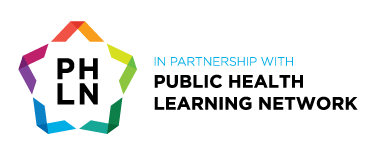 PH
LN
IN PARTNERSHIP WITH
PUBLIC HEALTH
LEARNING NETWORK